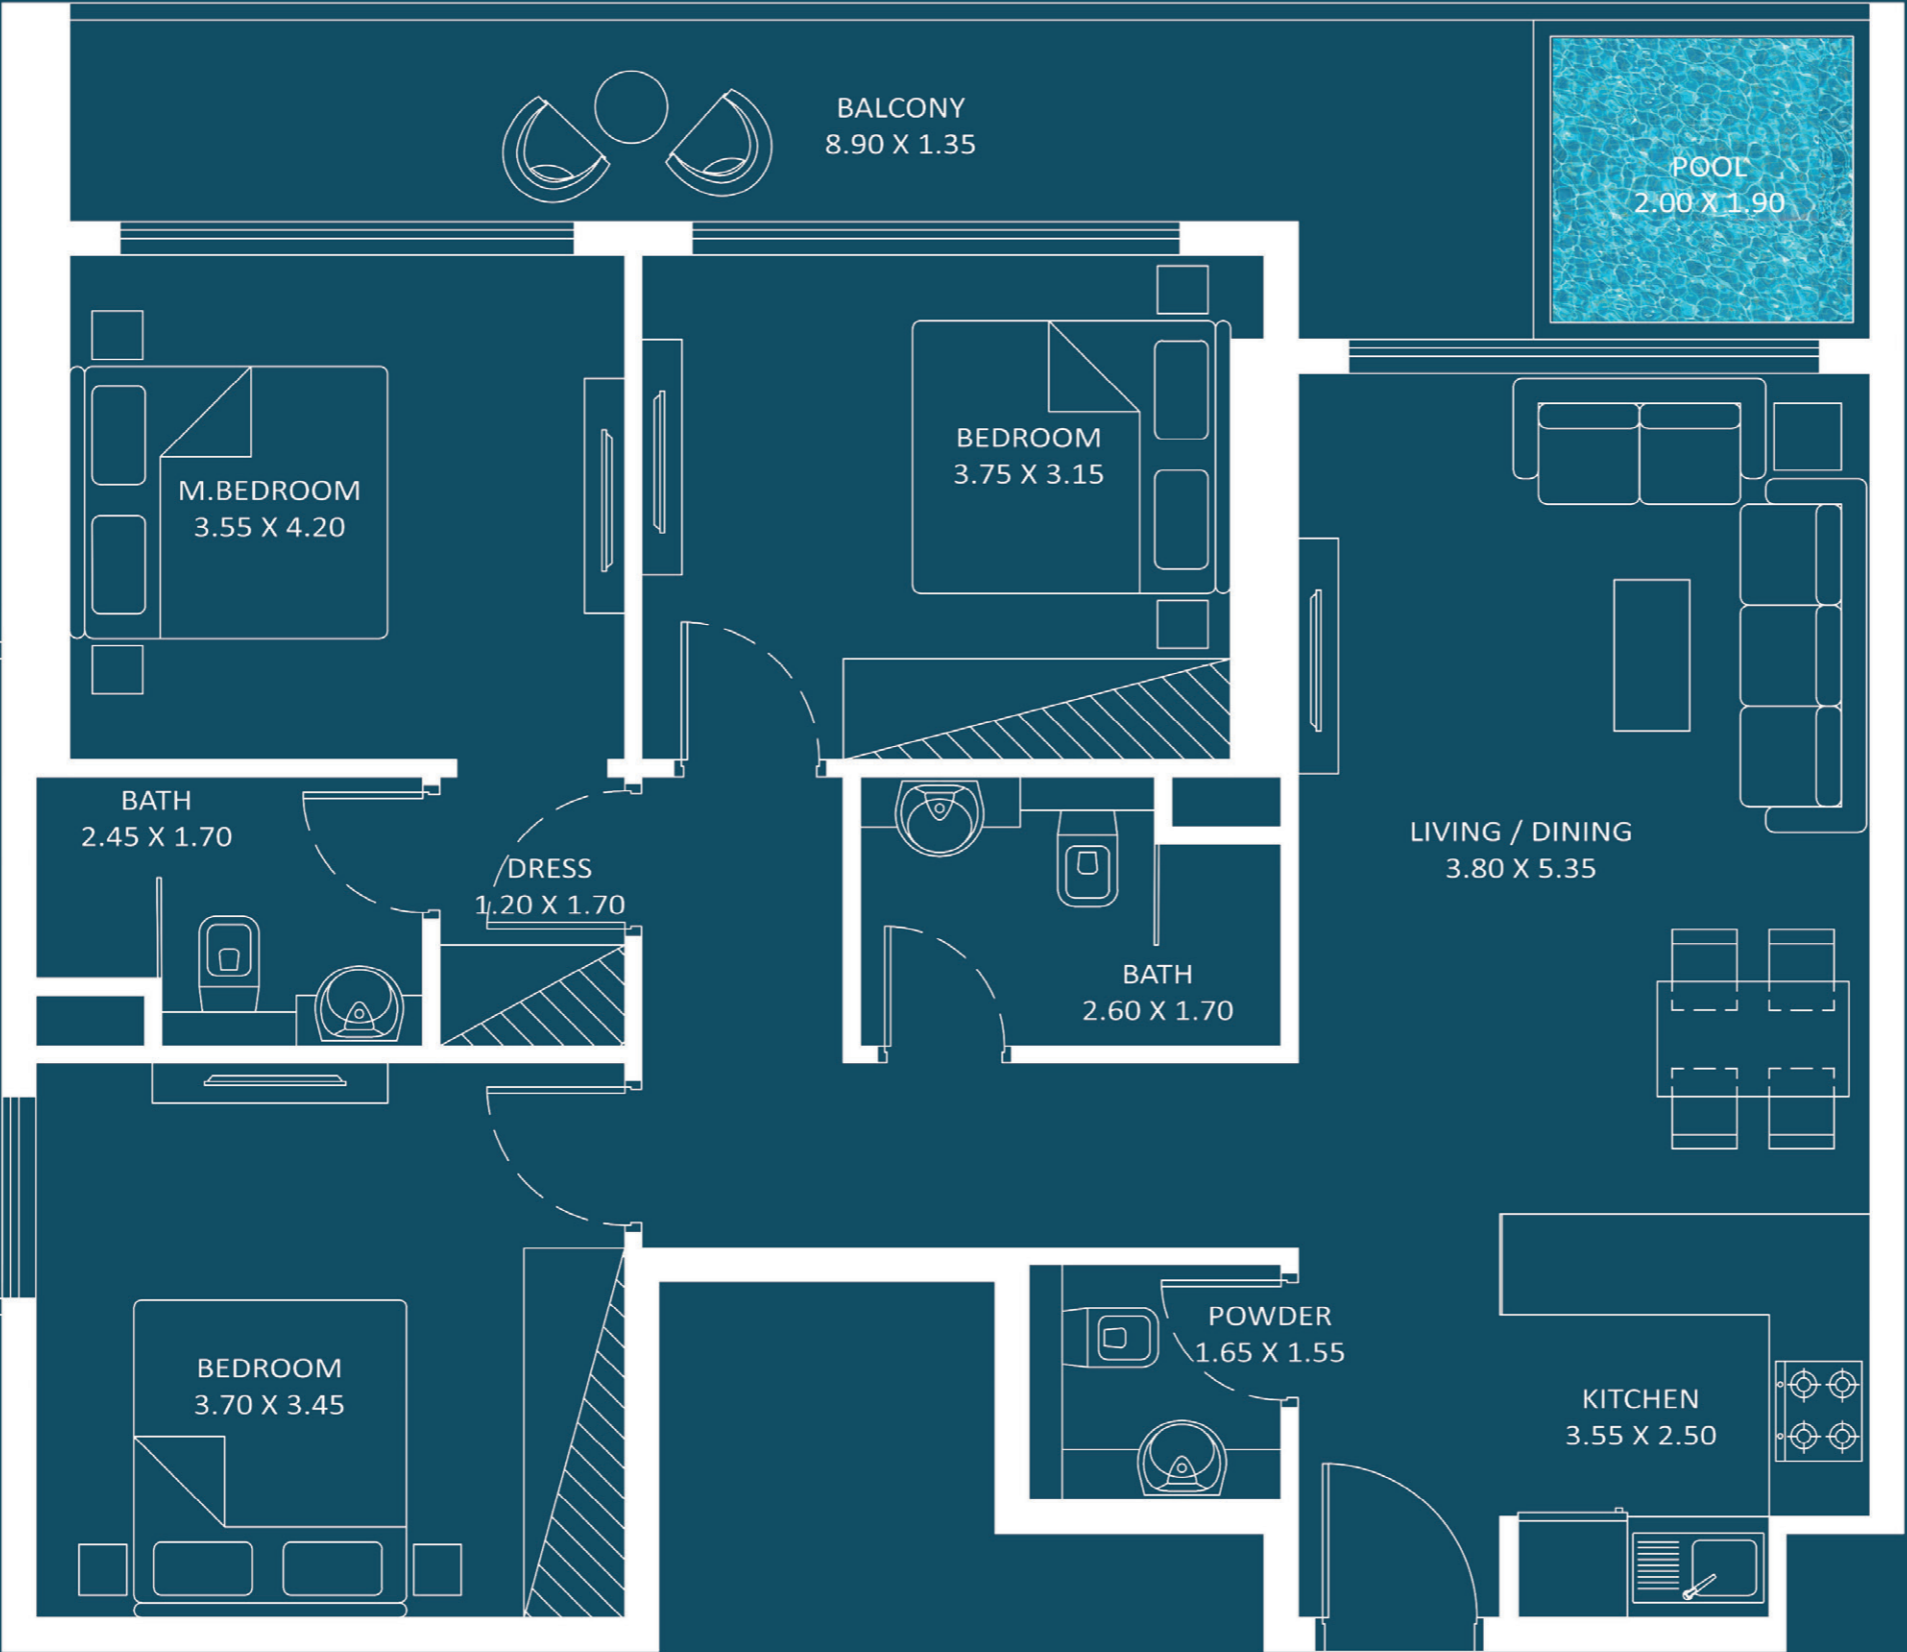 BALCONY
8.90 X 1.35
POOL
2.00 X 1.90
M.BEDROOM
3.55 X 4.20
BEDROOM
3.75 X 3.15
BATH
2.45 X 1.70
DRESS
1.20 X 1.70
LIVING / DINING
3.80 X 5.35
BATH
2.60 X 1.70
BEDROOM
3.70 X 3.45
POWDER
1.65 X 1.55
KITCHEN
3.55 X 2.50